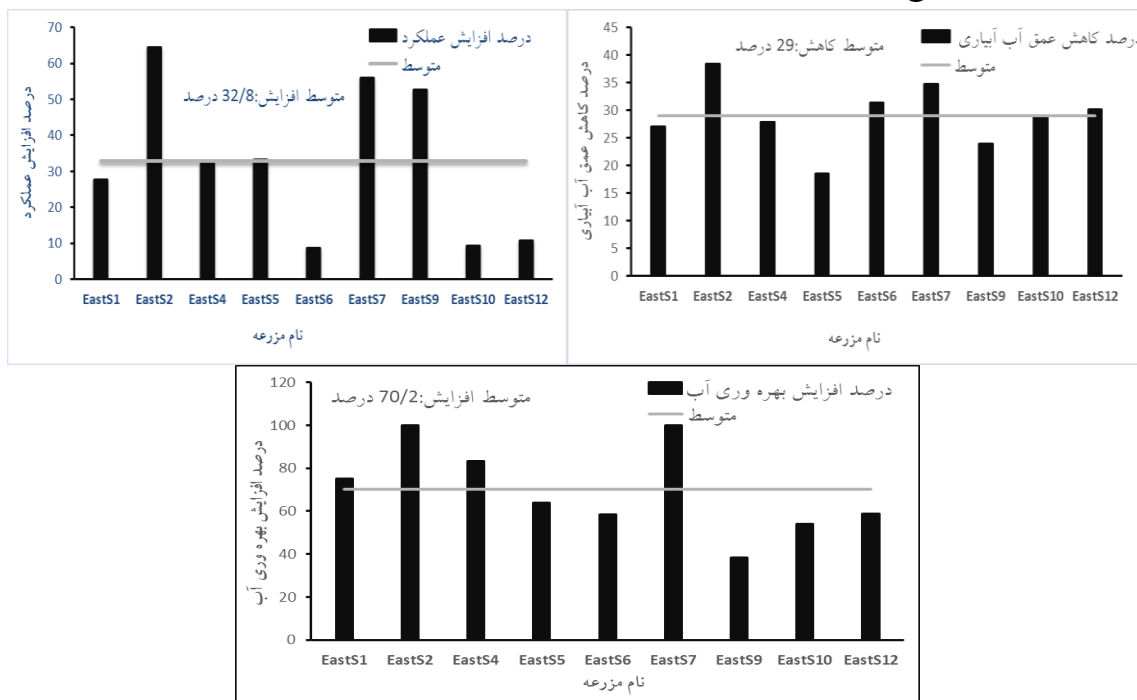 درصد افزایش عملکرد
متوسط
متوسط افزایش:32/8 درصد
درصد افزایش عملکرد
70
60
50
40
30
20
10
0
EastS1 EastS2 EastS4 EastS5 EastS6 EastS7 EastS9 EastS10 EastS12
نام مزرعه
درصد کاهش عمق آب آبیاری
متوسط
متوسط کاهش:29 درصد
درصد کاهش عمق آب آبیاری
45
40
35
30
25
20
15
10
5
0
EastS1 EastS2 EastS4 EastS5 EastS6 EastS7 EastS9 EastS10 EastS12
نام مزرعه
درصد افزایش بهره وری آب
متوسط
متوسط افزایش:70/2 درصد
درصد افزایش بهره وری آب
120
100
80
60
40
20
0
EastS1 EastS2 EastS4 EastS5 EastS6 EastS7 EastS9 EastS10 EastS12
نام مزرعه